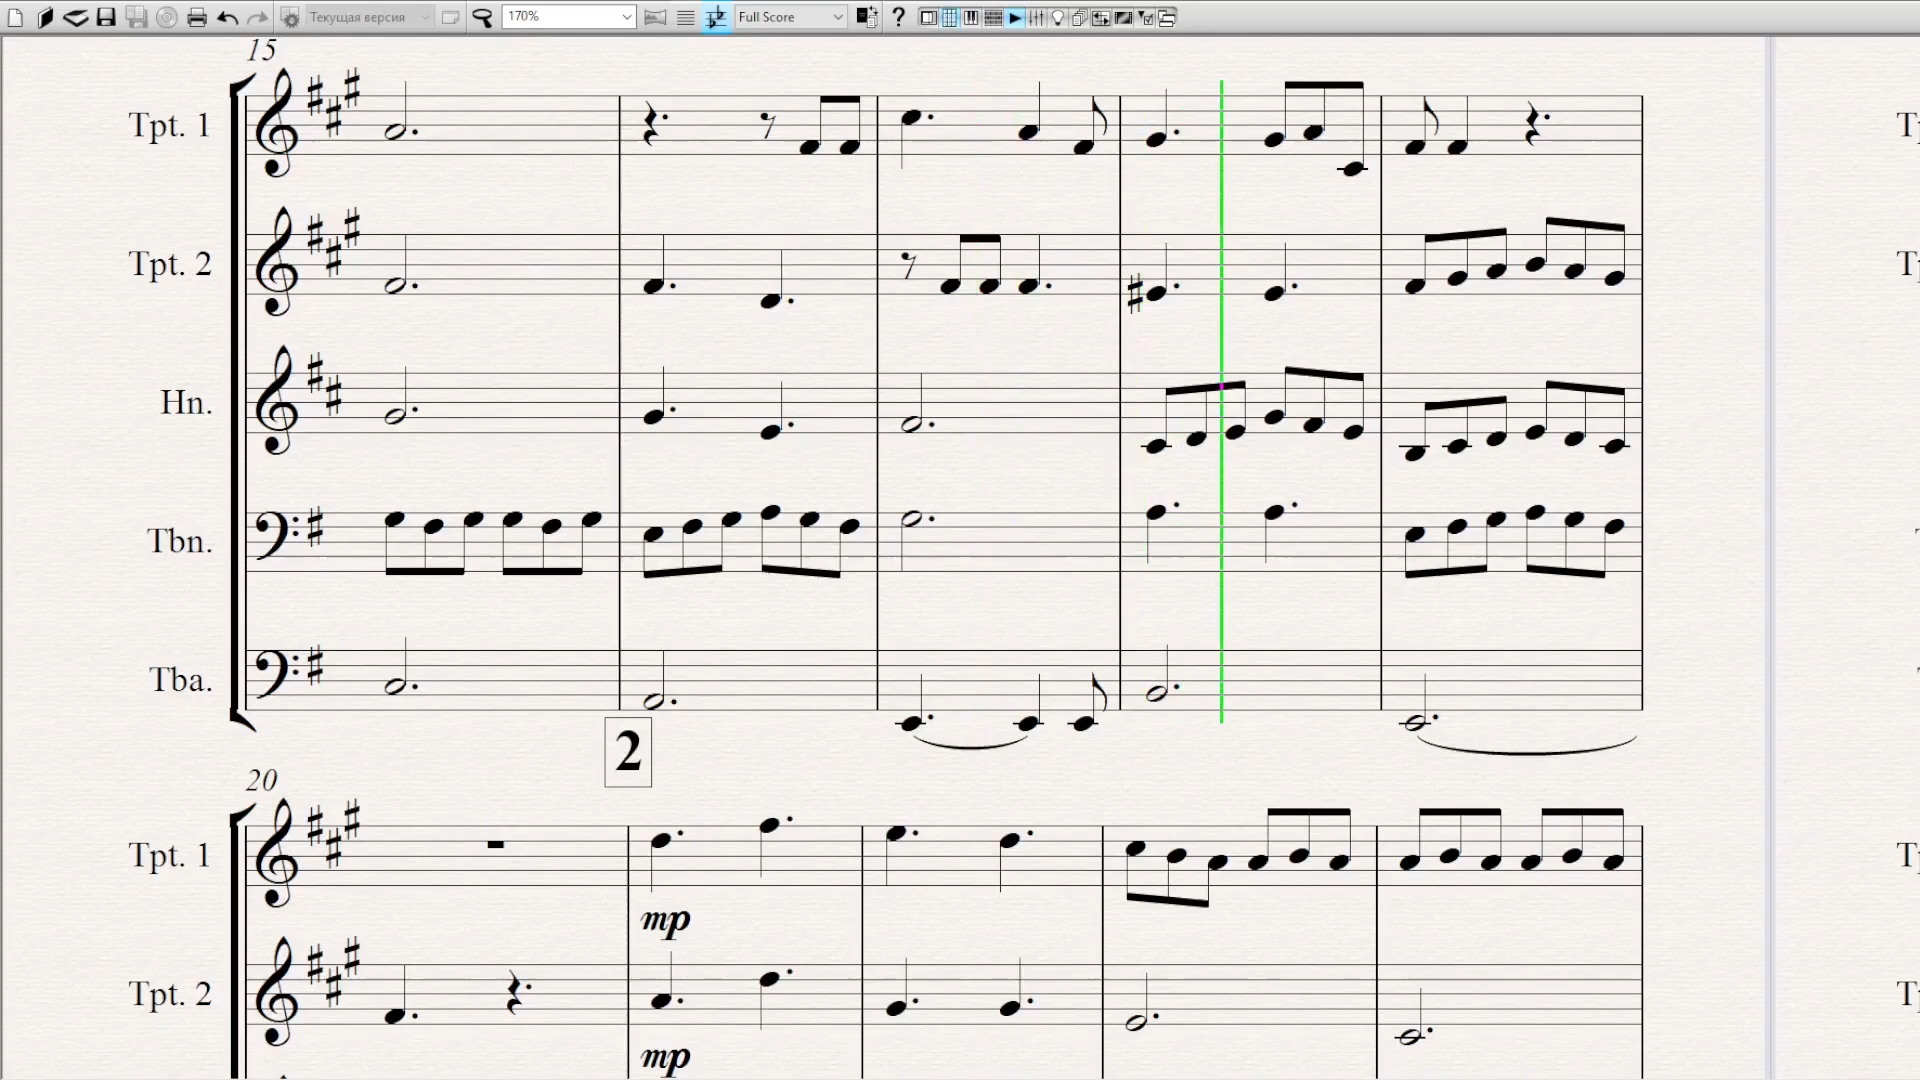 Текущая версия 170% Full Score
15
Tpt. 1
Tpt. 2
Hn.
Tbn.
Tba.
2
20
Tpt. 1
mp
Tpt. 2
mp